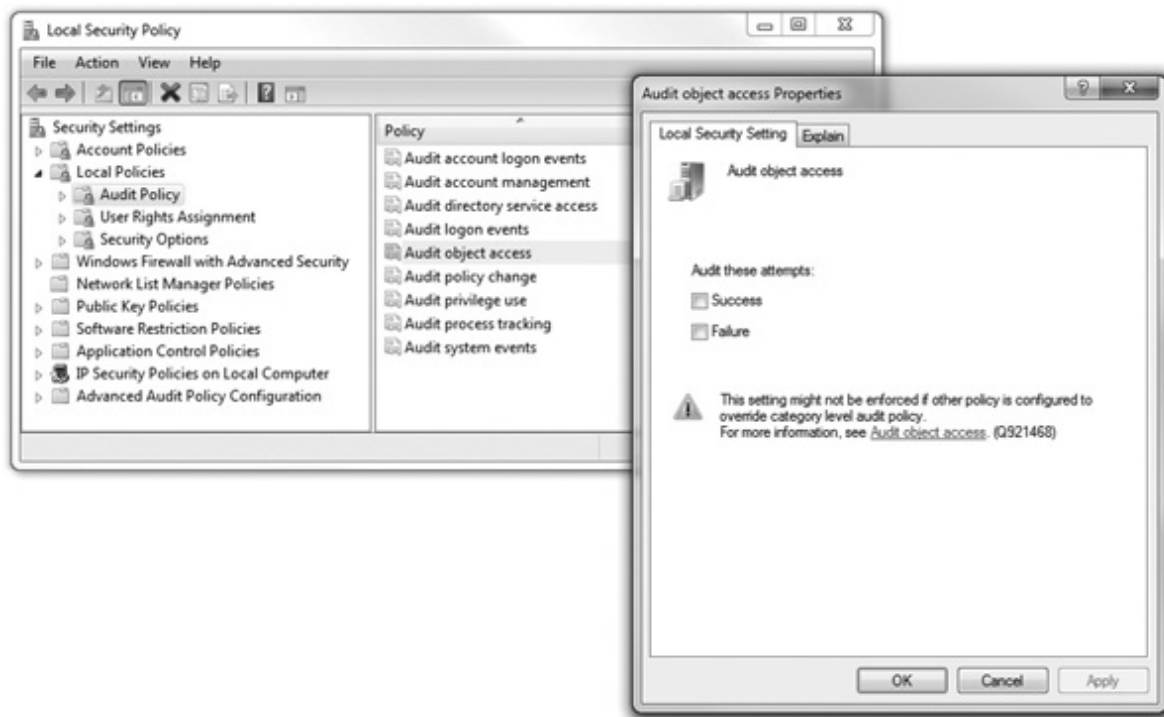 Local Security Policy
File Action View Help
Security Settings
Account Policies
Local Policies
Audit Policy
User Rights Assignment
Security Options
Windows Firewall with Advanced Security
Network List Manager Policies
Public Key Policies
Software Restriction Policies
Application Control Policies
IP Security Policies on Local Computer
Advanced Audit Policy Configuration
Policy
Audit account logon events
Audit account management
Audit directory service access
Audit logon events
Audit object access
Audit policy change
Audit privilege use
Audit process tracking
Audit system events
Audit object access Properties
Local Security Setting Explain
Audit object access
Audit these attempts:
Success
Failure
This setting might not be enforced if other policy is configured to
override category level audit policy.
For more information, see Audit object access. (Q921468)
OK Cancel Apply